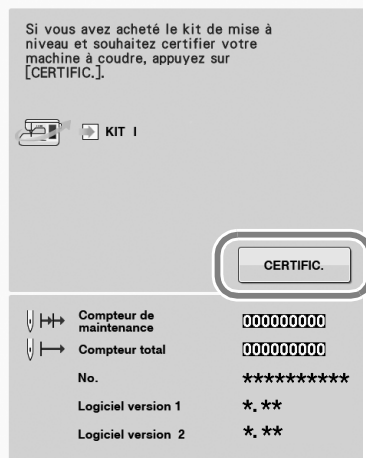 Si vous avez acheté le kit de mise à
niveau et souhaitez certifier votre
machine à coudre, appuyez sur
[CERTIFIC.].
KIT I
CERTIFIC.
Compteur de
maintenance
000000000
Compteur total
000000000
No.
**********
Logiciel version 1
*.**
Logiciel version 2
*.**